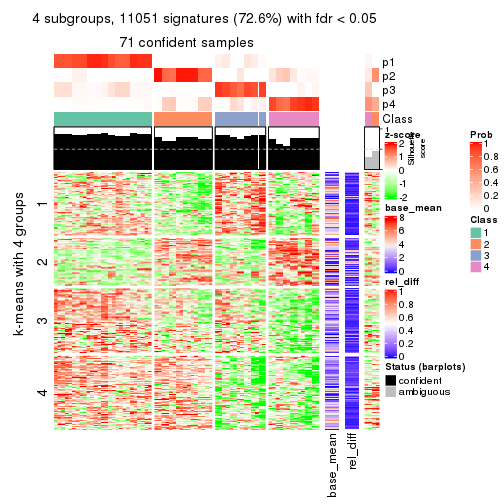 4 subgroups, 11051 signatures (72.6%) with fdr < 0.05
71 confident samples
p1
p2
p3
p4
Class
1
Silhouette
score
k-means with 4 groups
1
2
3
4
base_mean
rel_diff
z-score
2
1
0
-1
-2
base_mean
8
6
4
2
0
rel_diff
1
0.8
0.6
0.4
0.2
0
Status (barplots)
confident
ambiguous
Prob
1
0.8
0.6
0.4
0.2
0
Class
1
2
3
4